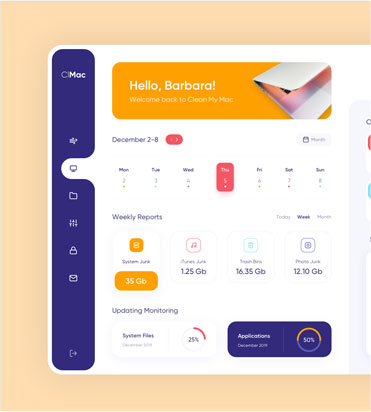 ClMac
Hello, Barbara!
Welcome back to Clean My Mac
December 2-8
Month
Mon Tue Wed Thu Fri Sat Sun
2 3 4 5 6 7 8
Weekly Reports
Today Week Month
System Junk iTunes Junk Trash Bins Photo Junk
35 Gb 1.25 Gb 16.35 Gb 12.10 Gb
Updating Monitoring
System Files
December 2019
25%
Applications
December 2019
50%